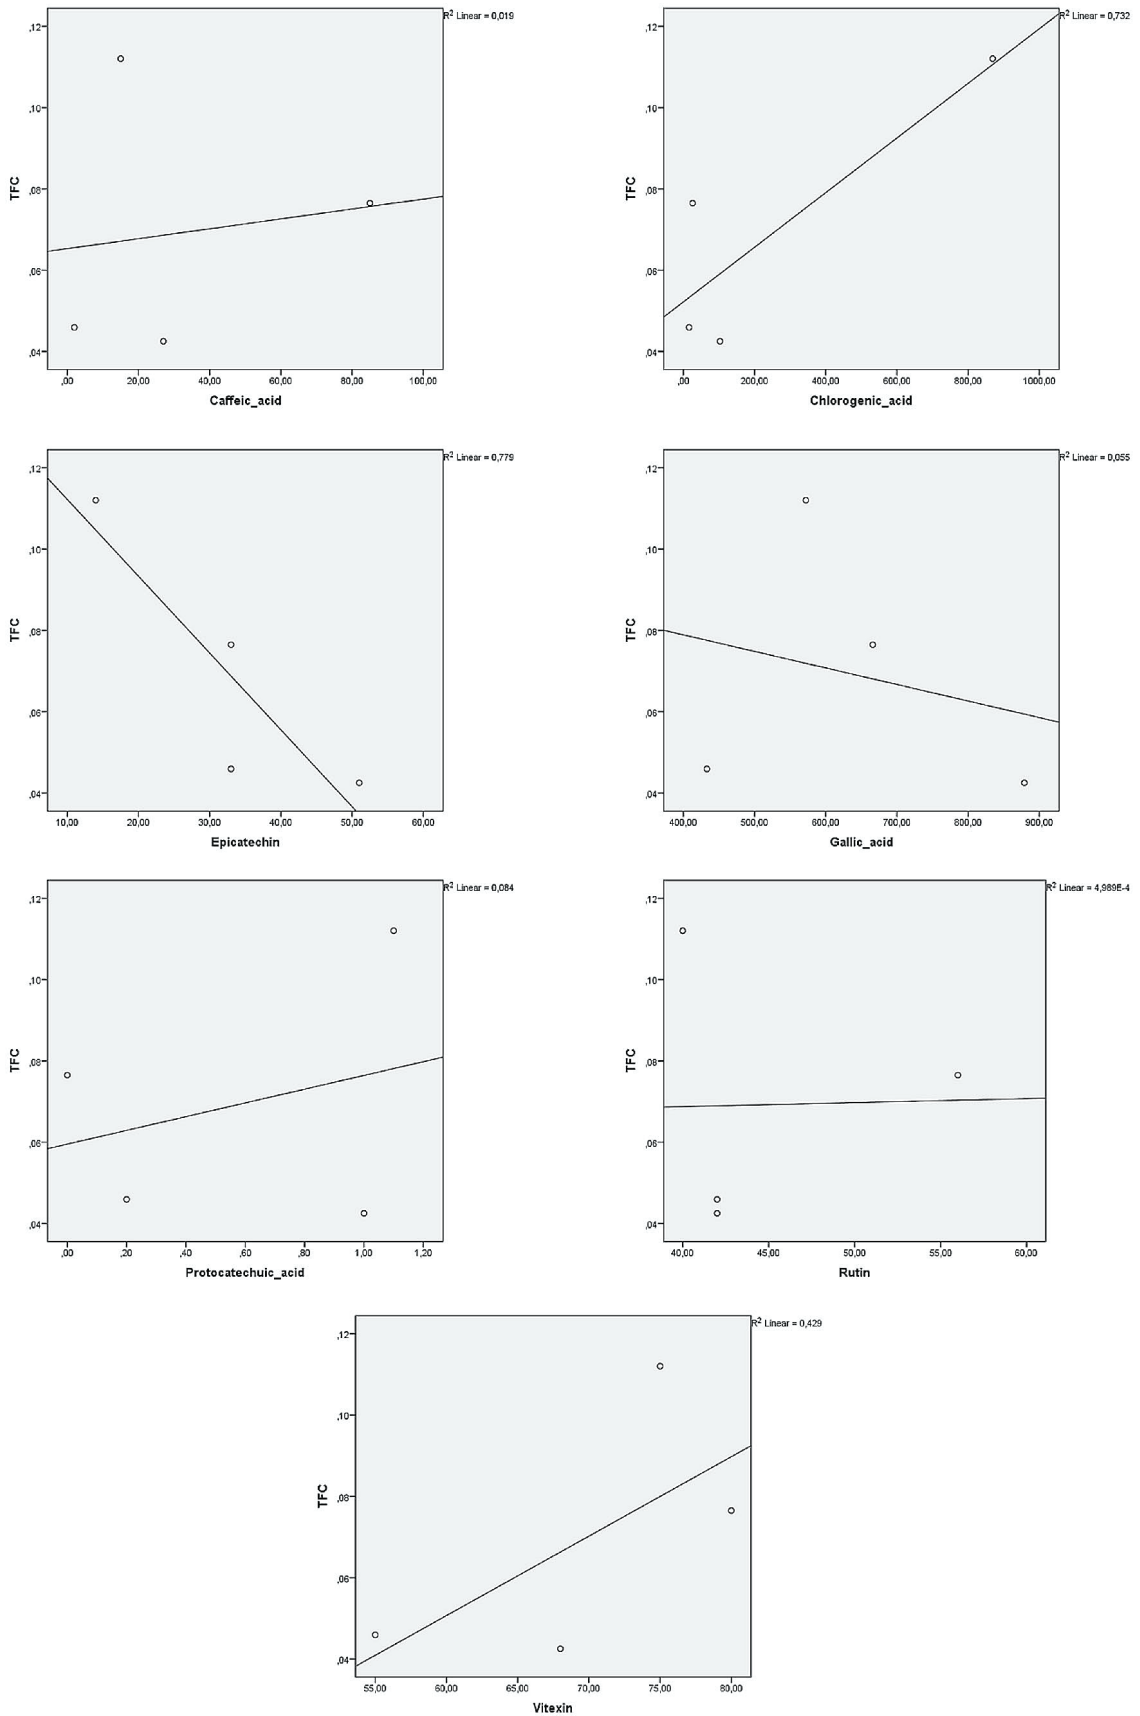 R² Linear = 0,019
,12
,10
,08
,06
,04
TFC
,00 20,00 40,00 60,00 80,00 100,00
Caffeic_acid
R² Linear = 0,732
,12
,10
,08
,06
,04
TFC
,00 200,00 400,00 600,00 800,00 1000,00
Chlorogenic_acid
R² Linear = 0,779
,12
,10
,08
,06
,04
TFC
10,00 20,00 30,00 40,00 50,00 60,00
Epicatechin
R² Linear = 0,055
,12
,10
,08
,06
,04
TFC
400,00 500,00 600,00 700,00 800,00 900,00
Gallic_acid
R² Linear = 0,084
,12
,10
,08
,06
,04
TFC
,00 ,20 ,40 ,60 ,80 1,00 1,20
Protocatechuic_acid
R² Linear = 4,989E-4
,12
,10
,08
,06
,04
TFC
40,00 45,00 50,00 55,00 60,00
Rutin
R² Linear = 0,429
,12
,10
,08
,06
,04
TFC
55,00 60,00 65,00 70,00 75,00 80,00
Vitexin